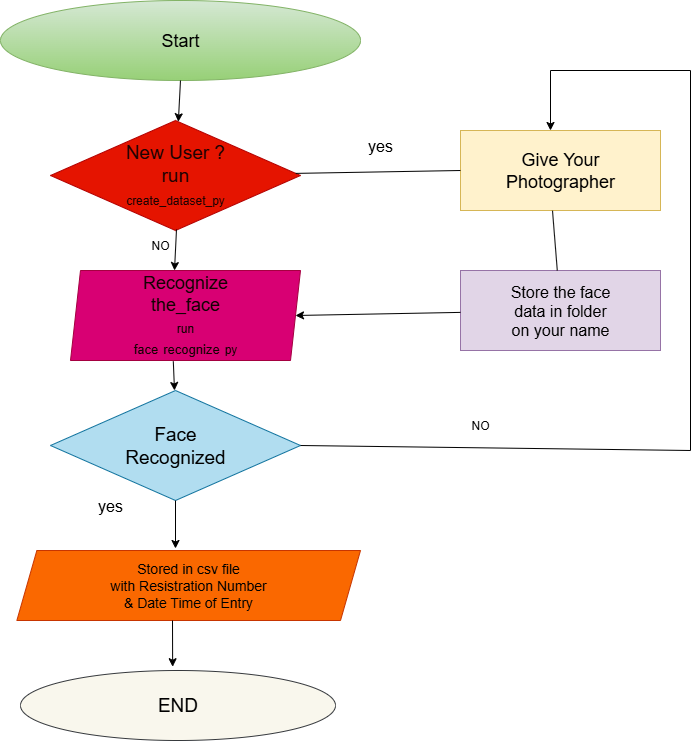 Start
New User ?
run
create_dataset_py
yes
Give Your
Photographer
NO
Recognize
the_face
run
face recognize py
Store the face
data in folder
on your name
Face
Recognized
NO
yes
Stored in csv file
with Resistration Number
& Date Time of Entry
END